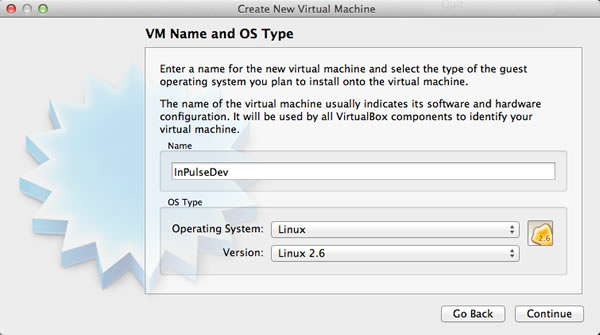 Quit
Create New Virtual Machine
VM Name and OS Type
Enter a name for the new virtual machine and select the type of the guest
operating system you plan to install onto the virtual machine.
The name of the virtual machine usually indicates its software and hardware
configuration. It will be used by all VirtualBox components to identify your
virtual machine.
Name
InPulseDev
OS Type
Operating System: Linux
2.6
Version: Linux 2.6
Go Back Continue